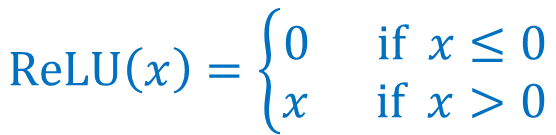 ReLU(x) = {0 if x ≤ 0
x if x > 0